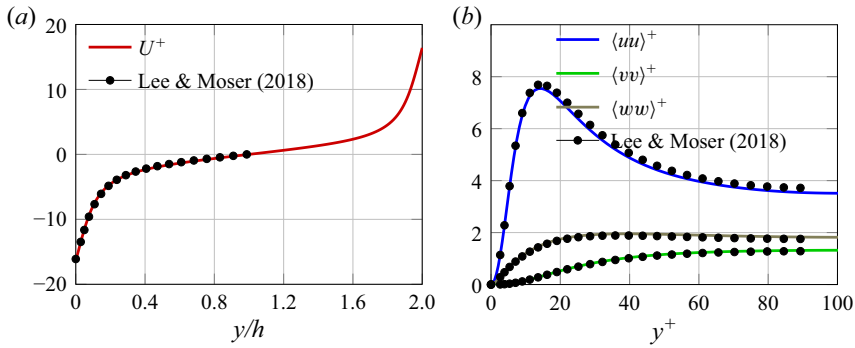 (a)
20
10
0
−10
−20
U+
Lee & Moser (2018)
0
0.4
0.8
1.2
1.6
2.0
y/h
(b)
10
8
6
4
2
0
⟨uu⟩+
⟨vv⟩+
⟨ww⟩+
Lee & Moser (2018)
0
20
40
60
80
100
y+